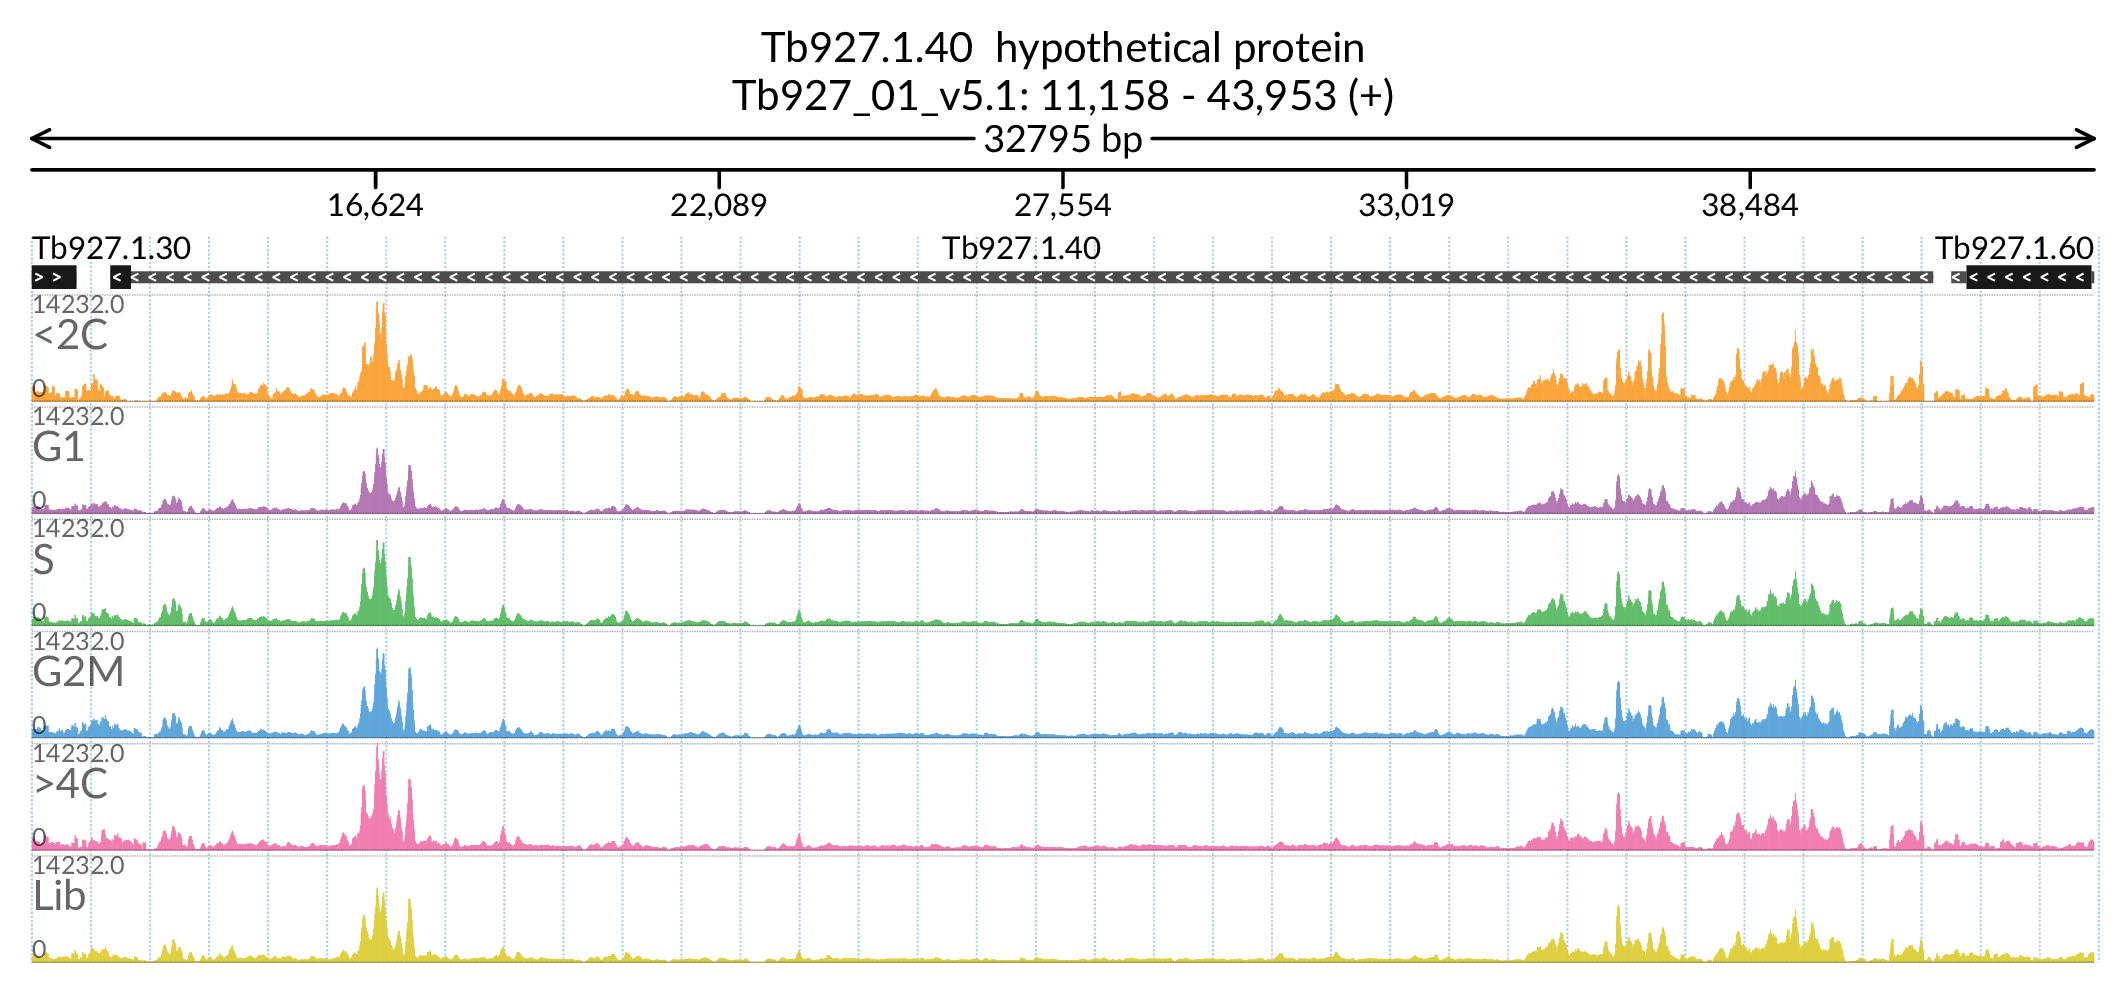 Tb927.1.40 hypothetical protein
Tb927_01_v5.1: 11,158 - 43,953 (+)
32795 bp
16,624 22,089 27,554 33,019 38,484
Tb927.1.30 Tb927.1.40 Tb927.1.60
14232.0
<2C
0
14232.0
G1
0
14232.0
S
0
14232.0
G2M
0
14232.0
>4C
0
14232.0
Lib
0